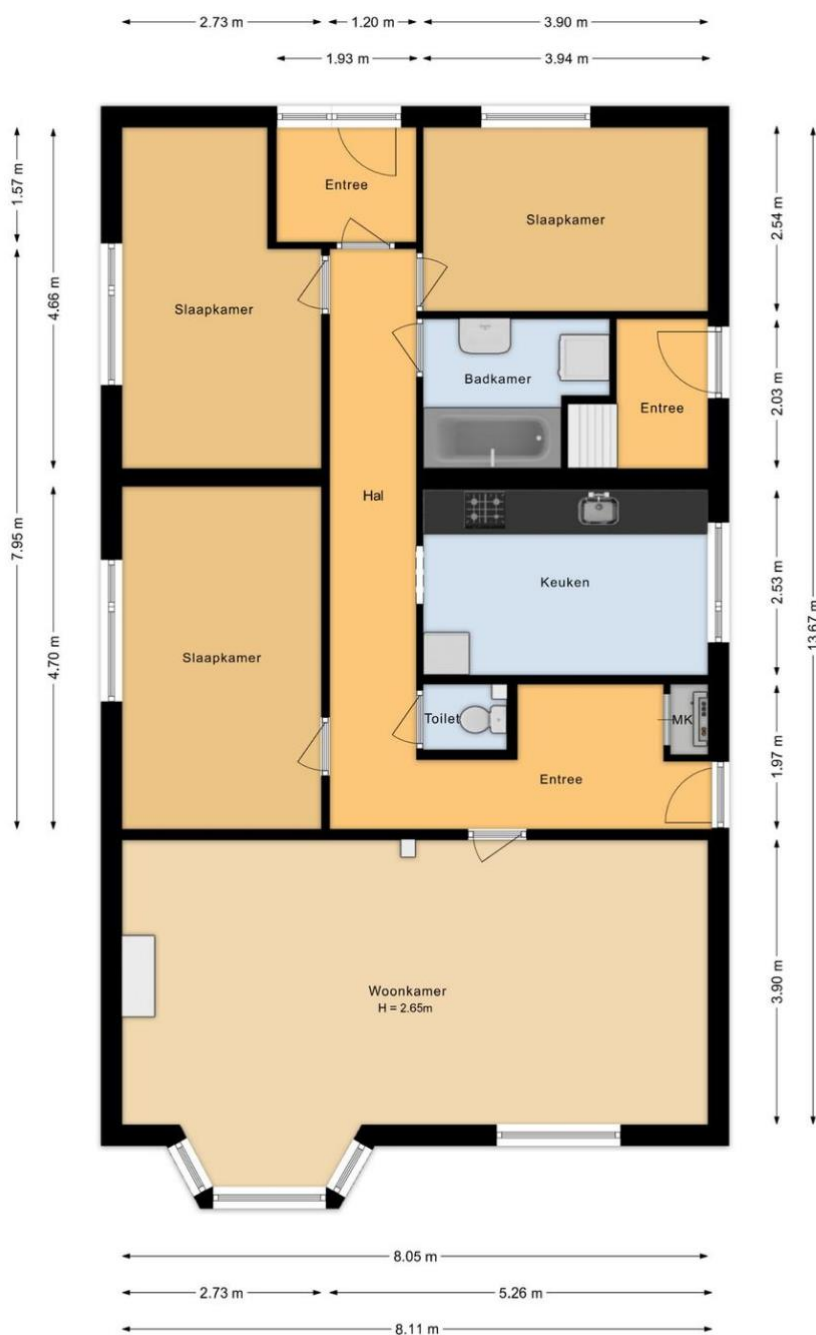 2.73 m
1.20 m
3.90 m
1.93 m
3.94 m
1.57 m
4.66 m
7.95 m
4.70 m
Entree
Slaapkamer
2.54 m
Slaapkamer
Badkamer
Entree
2.03 m
Hal
Keuken
2.53 m
13.67 m
Slaapkamer
Toilet
MK
1.97 m
Entree
Woonkamer
H = 2.65m
3.90 m
8.05 m
2.73 m
5.26 m
8.11 m